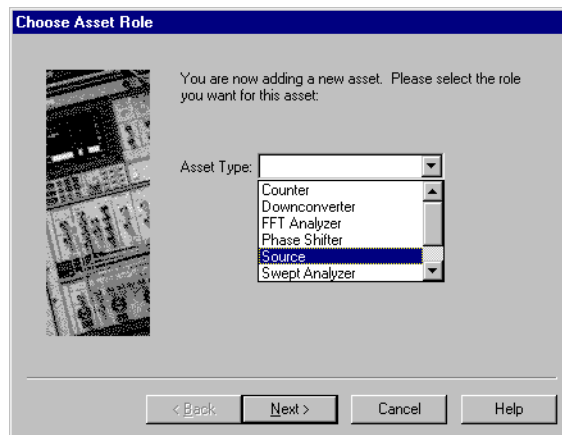 Choose Asset Role
You are now adding a new asset. Please select the role
you want for this asset:
Asset Type:
Counter
Downconverter
FFT Analyzer
Phase Shifter
Source
Swept Analyzer
< Back
Next >
Cancel
Help